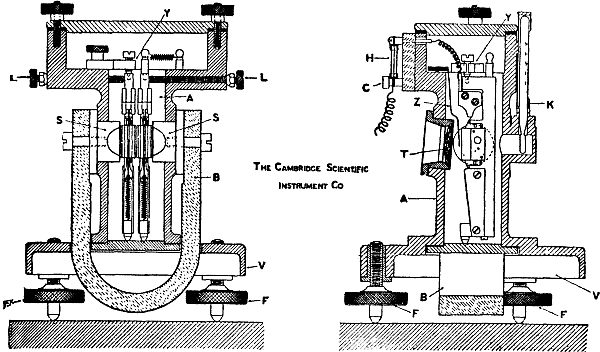 Y
L
L
A
S
S
B
V
F
F
THE CAMBRIDGE SCIENTIFIC
INSTRUMENT CO
Y
H
C
Z
K
T
A
B
V
F
F